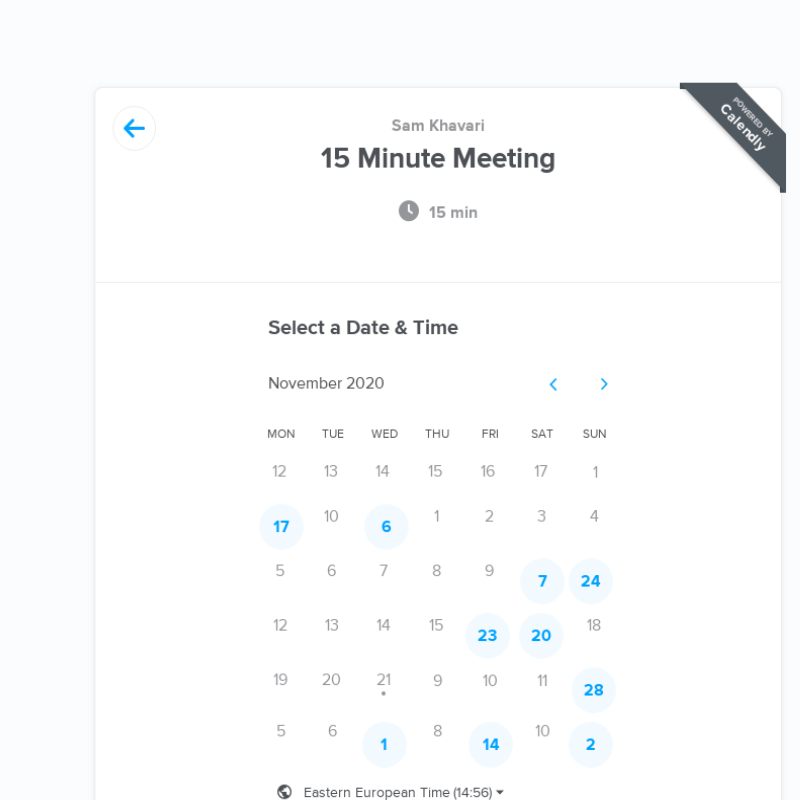 POWERED BY
Calendly
Sam Khavari
15 Minute Meeting
15 min
Select a Date & Time
November 2020
MON TUE WED THU FRI SAT SUN
12 13 14 15 16 17 1
17 10 6 1 2 3 4
5 6 7 8 9 7 24
12 13 14 15 23 20 18
19 20 21 9 10 11 28
5 6 1 8 14 10 2
Eastern European Time (14:56)